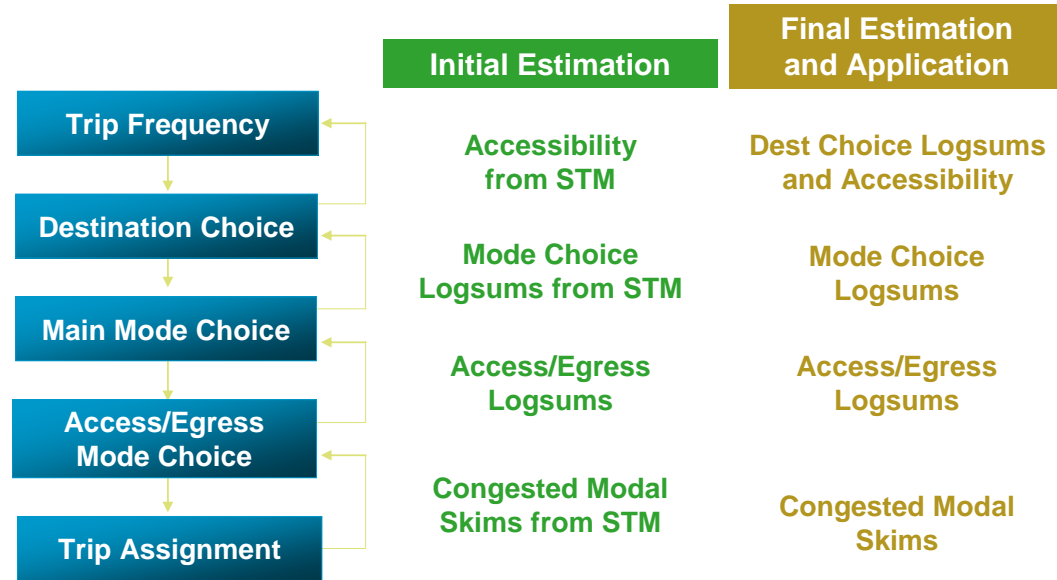 Initial Estimation
Final Estimation
and Application
Trip Frequency
Accessibility
from STM
Dest Choice Logsums
and Accessibility
Destination Choice
Mode Choice
Logsums from STM
Mode Choice
Logsums
Main Mode Choice
Access/Egress
Logsums
Access/Egress
Logsums
Access/Egress
Mode Choice
Congested Modal
Skims from STM
Congested Modal
Skims
Trip Assignment